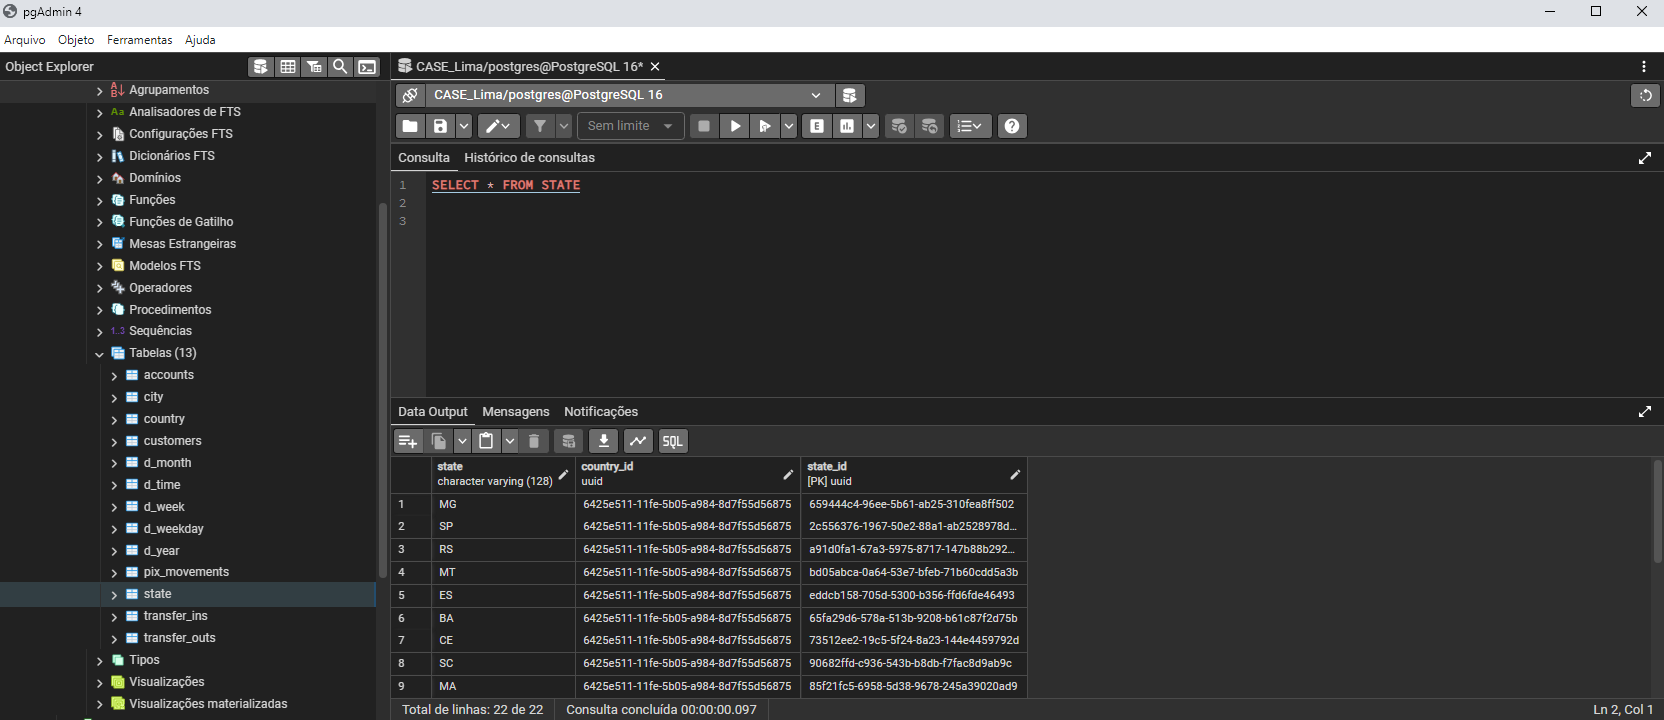 pgAdmin 4
Arquivo Objeto Ferramentas Ajuda
Object Explorer
Agrupamentos
Aa Analisadores de FTS
Configurações FTS
Dicionários FTS
Domínios
Funções
Funções de Gatilho
Mesas Estrangeiras
Modelos FTS
Operadores
Procedimentos
1..3 Sequências
Tabelas (13)
accounts
city
country
customers
d_month
d_time
d_week
d_weekday
d_year
pix_movements
state
transfer_ins
transfer_outs
Tipos
Visualizações
Visualizações materializadas
CASE_Lima/postgres@PostgreSQL 16*
CASE_Lima/postgres@PostgreSQL 16
Sem limite
E
Consulta Histórico de consultas
1 SELECT * FROM STATE
2
3
Data Output Mensagens Notificações
SQL
state country_id state_id
character varying (128) uuid [PK] uuid
1 MG 6425e511-11fe-5b05-a984-8d7f55d56875 659444c4-96ee-5b61-ab25-310fea8ff502
2 SP 6425e511-11fe-5b05-a984-8d7f55d56875 2c556376-1967-50e2-88a1-ab2528978d...
3 RS 6425e511-11fe-5b05-a984-8d7f55d56875 a91d0fa1-67a3-5975-8717-147b88b292...
4 MT 6425e511-11fe-5b05-a984-8d7f55d56875 bd05abca-0a64-53e7-bfeb-71b60cdd5a3b
5 ES 6425e511-11fe-5b05-a984-8d7f55d56875 eddcb158-705d-5300-b356-ffd6fde46493
6 BA 6425e511-11fe-5b05-a984-8d7f55d56875 65fa29d6-578a-513b-9208-b61c87f2d75b
7 CE 6425e511-11fe-5b05-a984-8d7f55d56875 73512ee2-19c5-5f24-8a23-144e4459792d
8 SC 6425e511-11fe-5b05-a984-8d7f55d56875 90682ffd-c936-543b-b8db-f7fac8d9ab9c
9 MA 6425e511-11fe-5b05-a984-8d7f55d56875 85f21fc5-6958-5d38-9678-245a39020ad9
Total de linhas: 22 de 22 Consulta concluída 00:00:00.097 Ln 2, Col 1